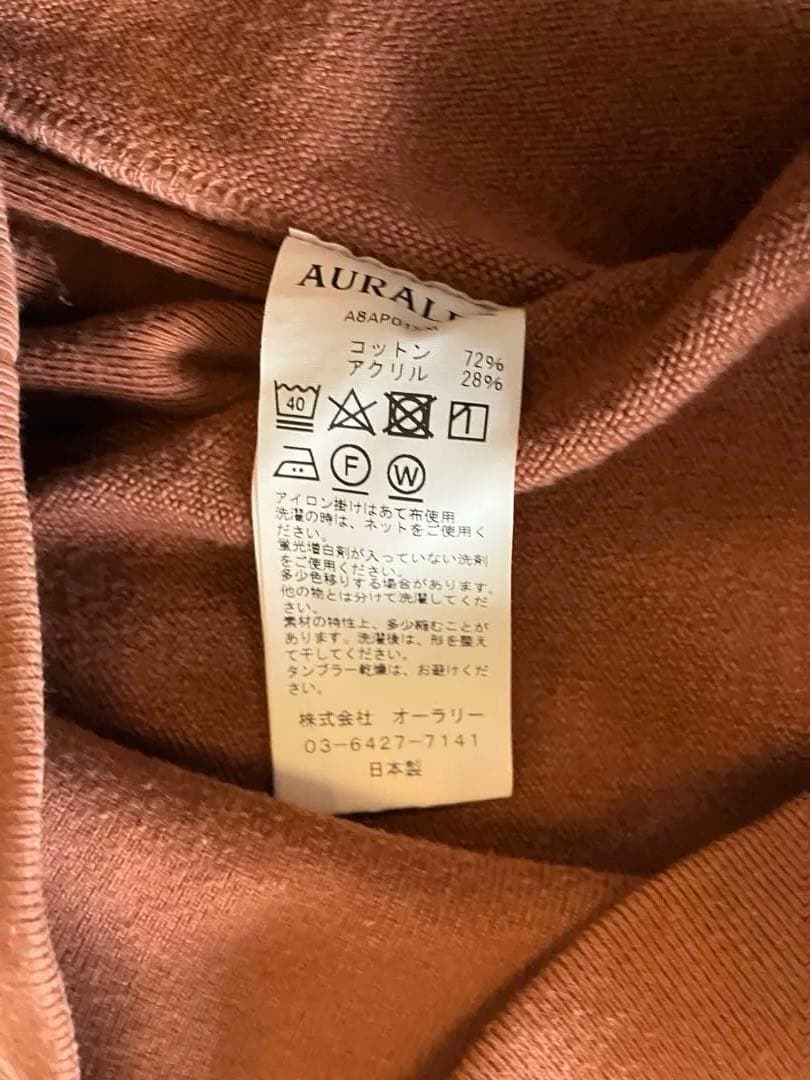 AURAL
A8AP01
コットン 72%
アクリル 28%
40
F
W
アイロン掛けはあて布使用
洗濯の時は、ネットをご使用く
ださい。
蛍光増白剤が入っていない洗剤
をご使用ください。
多少色移りする場合があります。
他の物とは分けて洗濯してくだ
さい。
素材の特性上、多少縮むことが
あります。洗濯後は、形を整え
て干してください。
タンブラー乾燥は、お避けくだ
さい。
株式会社 オーラリー
03-6427-7141
日本製